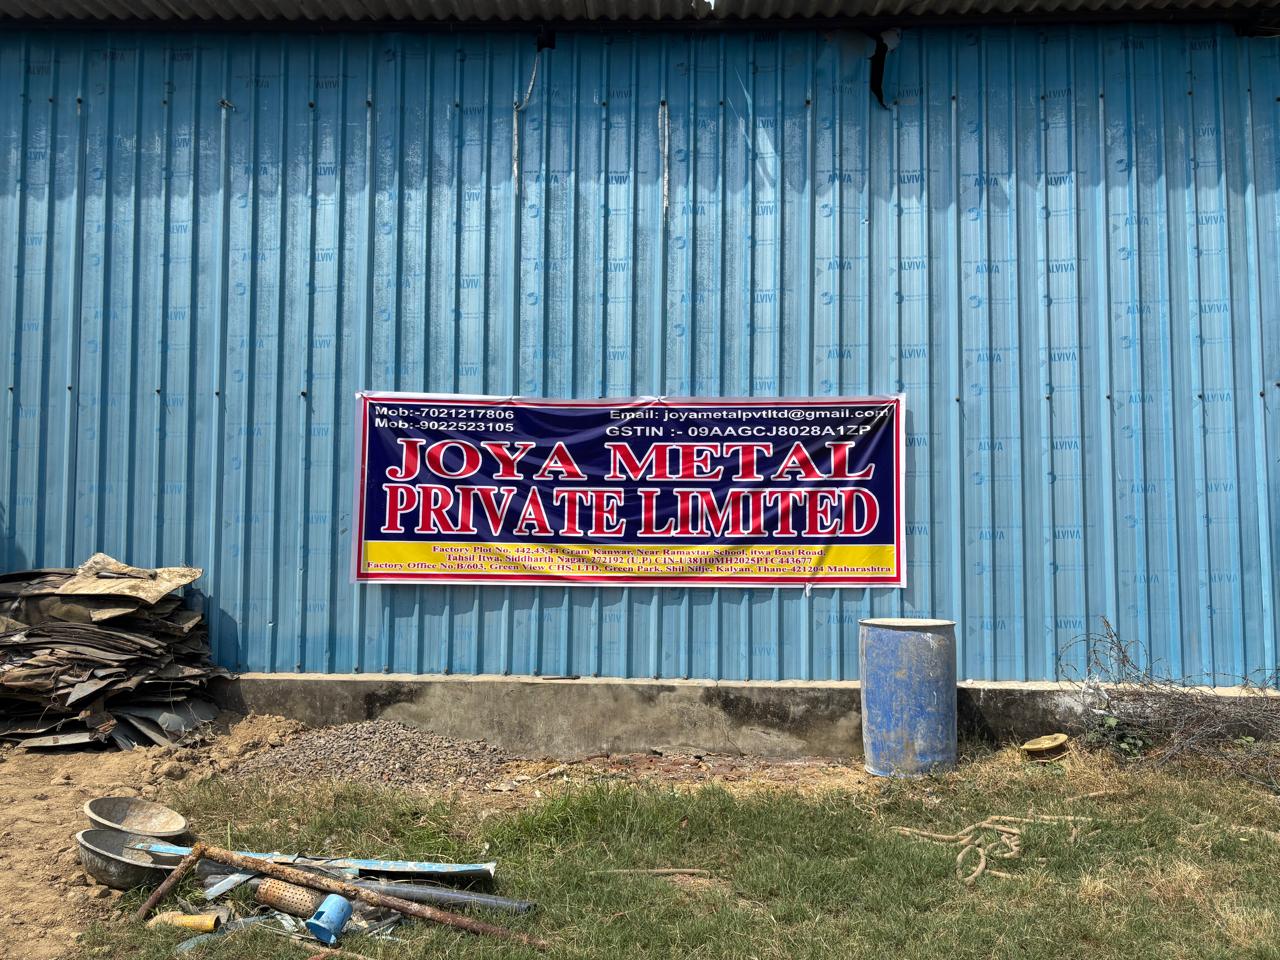 Mob:-7021217806
Mob:-9022523105
Email: joyametalpvtltd@gmail.com
GSTIN :- 09AAGCJ8028A1ZP
JOYA METAL
PRIVATE LIMITED
Factory Plot No. 442,43,44 Gram Kanwar, Near Ramavtar School, itwa Basi Road,
Tahsil Itwa, Siddharth Nagar, 272192 (U.P) CIN-U38110MH2025PTC443677
Factory Office No.B/603, Green View CHS. LTD, Green Park, Shil Nilje, Kalyan, Thane-421204 Maharashtra
ALVIVA